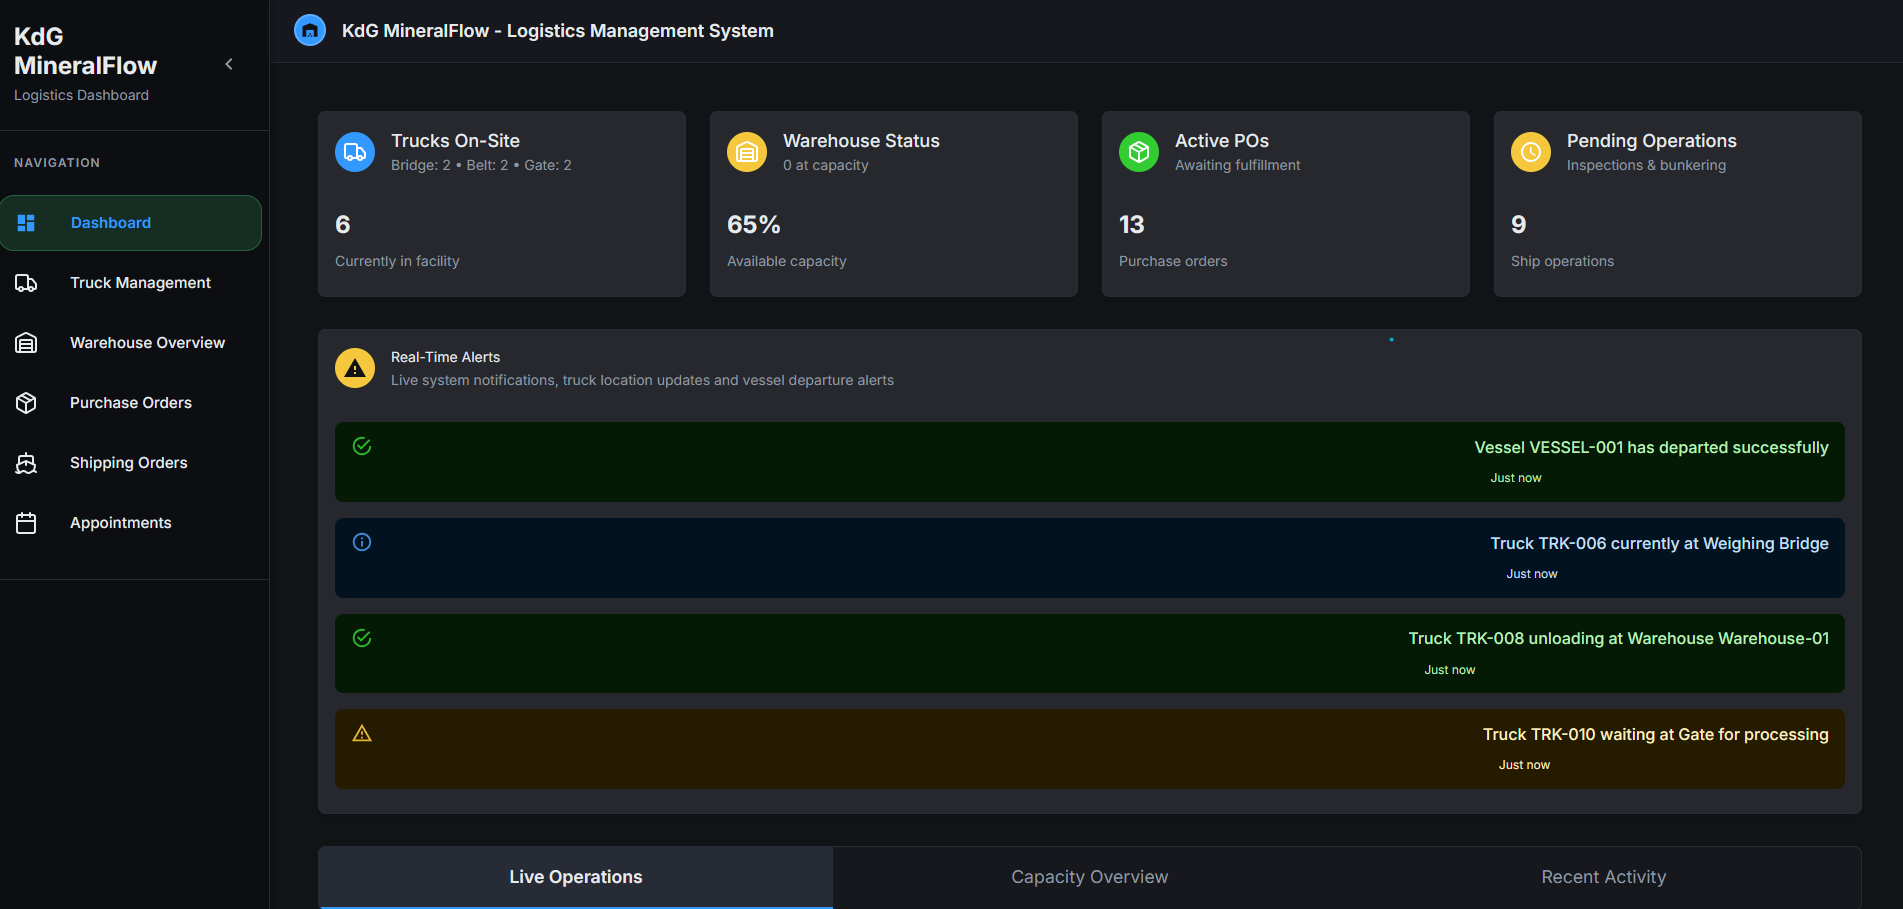 KdG
MineralFlow
Logistics Dashboard
NAVIGATION
Dashboard
Truck Management
Warehouse Overview
Purchase Orders
Shipping Orders
Appointments
KdG MineralFlow - Logistics Management System
Trucks On-Site
Bridge: 2 • Belt: 2 • Gate: 2
6
Currently in facility
Warehouse Status
0 at capacity
65%
Available capacity
Active POs
Awaiting fulfillment
13
Purchase orders
Pending Operations
Inspections & bunkering
9
Ship operations
Real-Time Alerts
Live system notifications, truck location updates and vessel departure alerts
Vessel VESSEL-001 has departed successfully
Just now
Truck TRK-006 currently at Weighing Bridge
Just now
Truck TRK-008 unloading at Warehouse Warehouse-01
Just now
Truck TRK-010 waiting at Gate for processing
Just now
Live Operations
Capacity Overview
Recent Activity